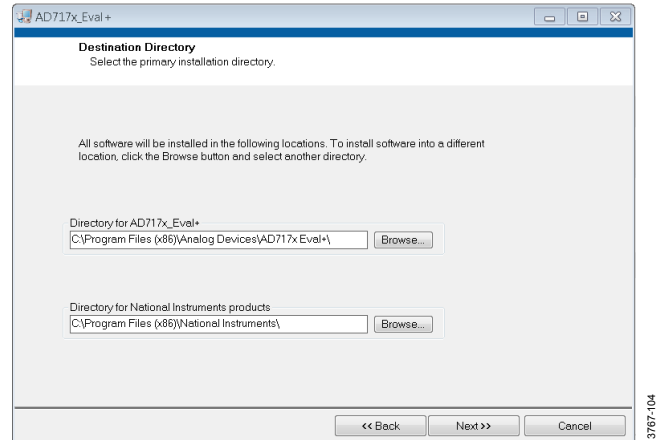 AD717x_Eval +
Destination Directory
Select the primary installation directory.
All software will be installed in the following locations. To install software into a different
location, click the Browse button and select another directory.
Directory for AD717x_Eval+
C:\Program Files (x86)\Analog Devices\AD717x Eval+\
Browse...
Directory for National Instruments products
C:\Program Files (x86)\National Instruments\
Browse...
<< Back
Next >>
Cancel
3767-104